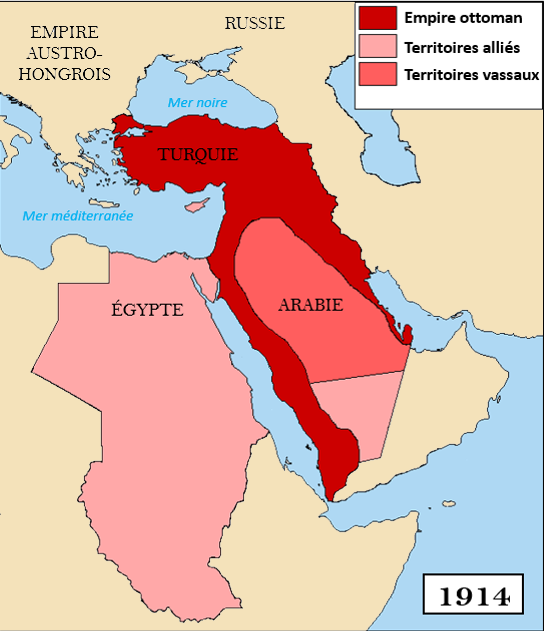 EMPIRE
AUSTRO-
HONGROIS
RUSSIE
Empire ottoman
Territoires alliés
Territoires vassaux
Mer noire
TURQUIE
Mer méditerranée
ÉGYPTE
ARABIE
1914